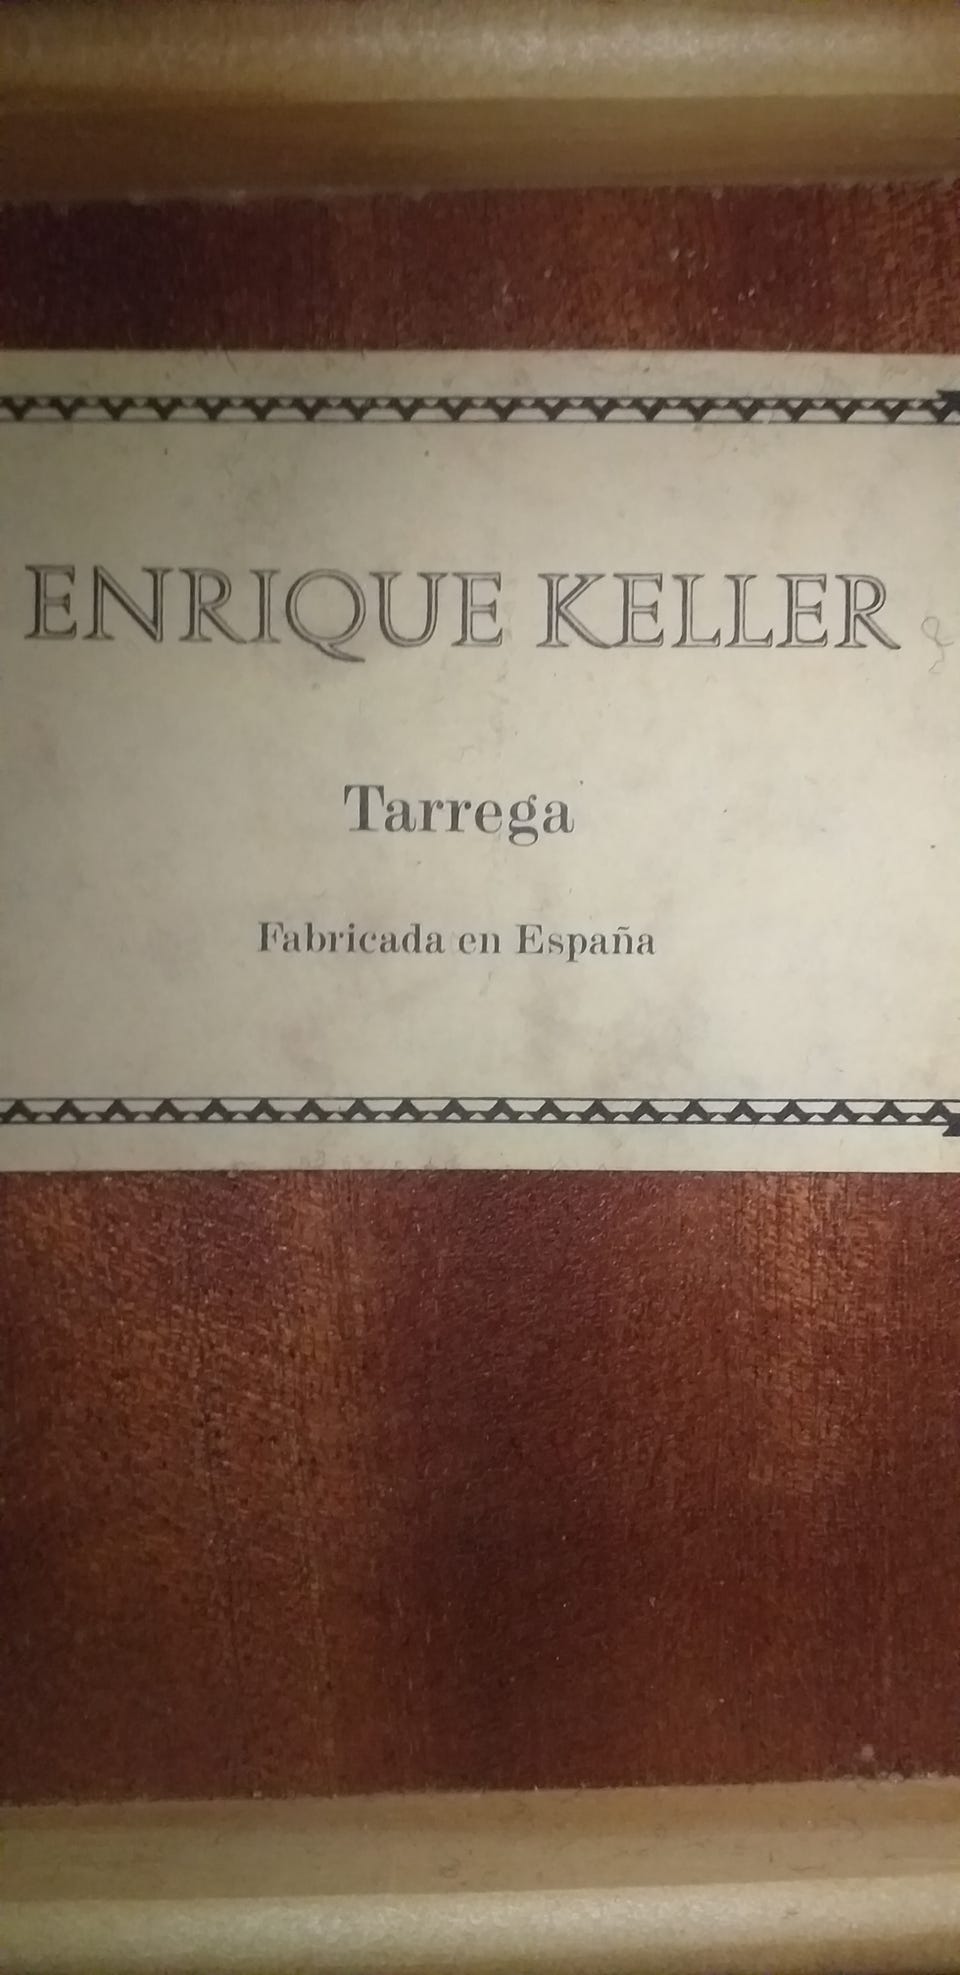 ENRIQUE KELLER
Tarrega
Fabricada en España